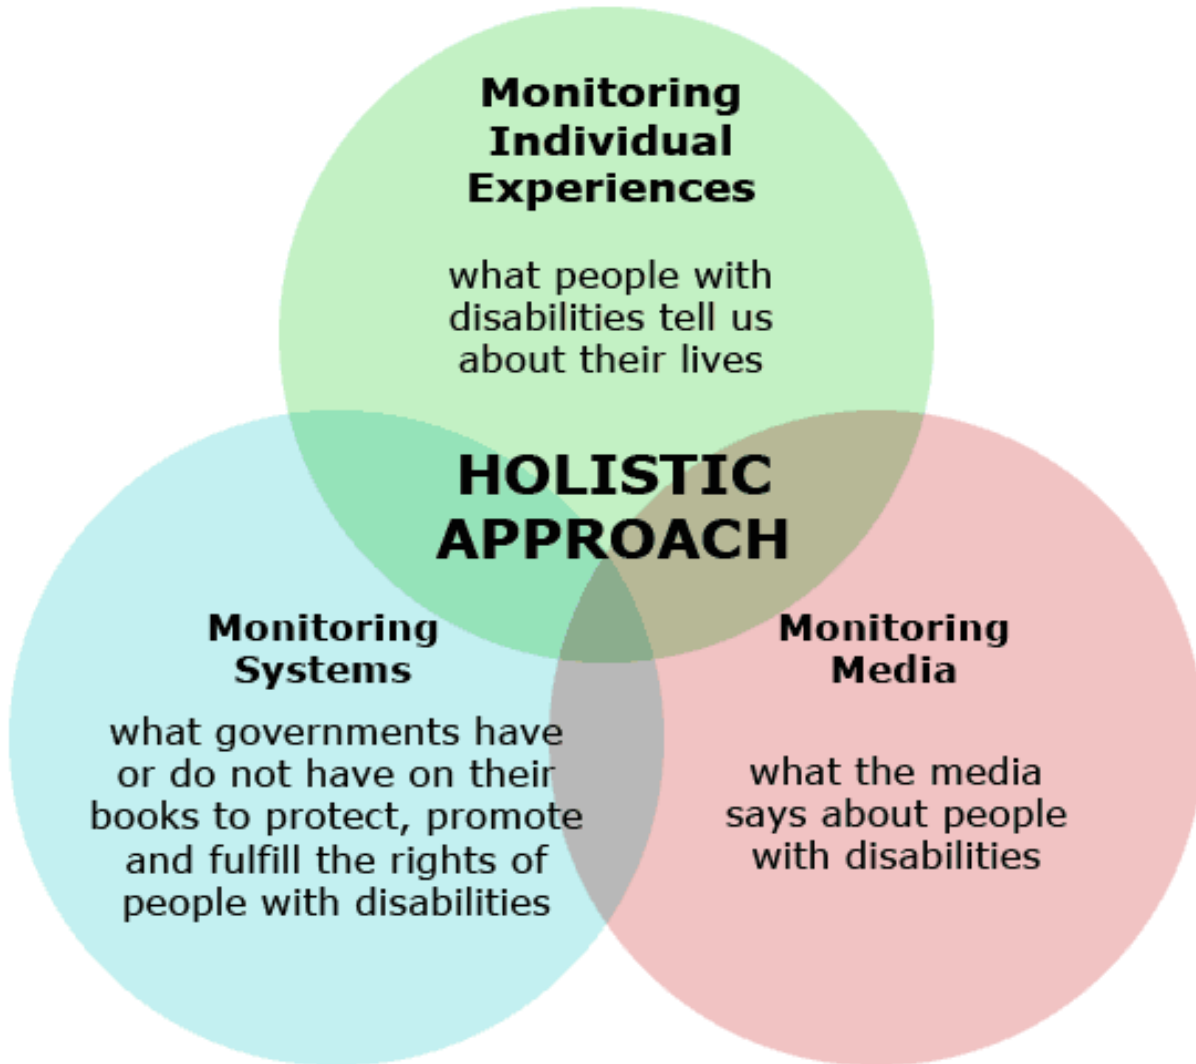 Monitoring
Individual
Experiences
what people with
disabilities tell us
about their lives
HOLISTIC
APPROACH
Monitoring
Systems
what governments have
or do not have on their
books to protect, promote
and fulfill the rights of
people with disabilities
Monitoring
Media
what the media
says about people
with disabilities